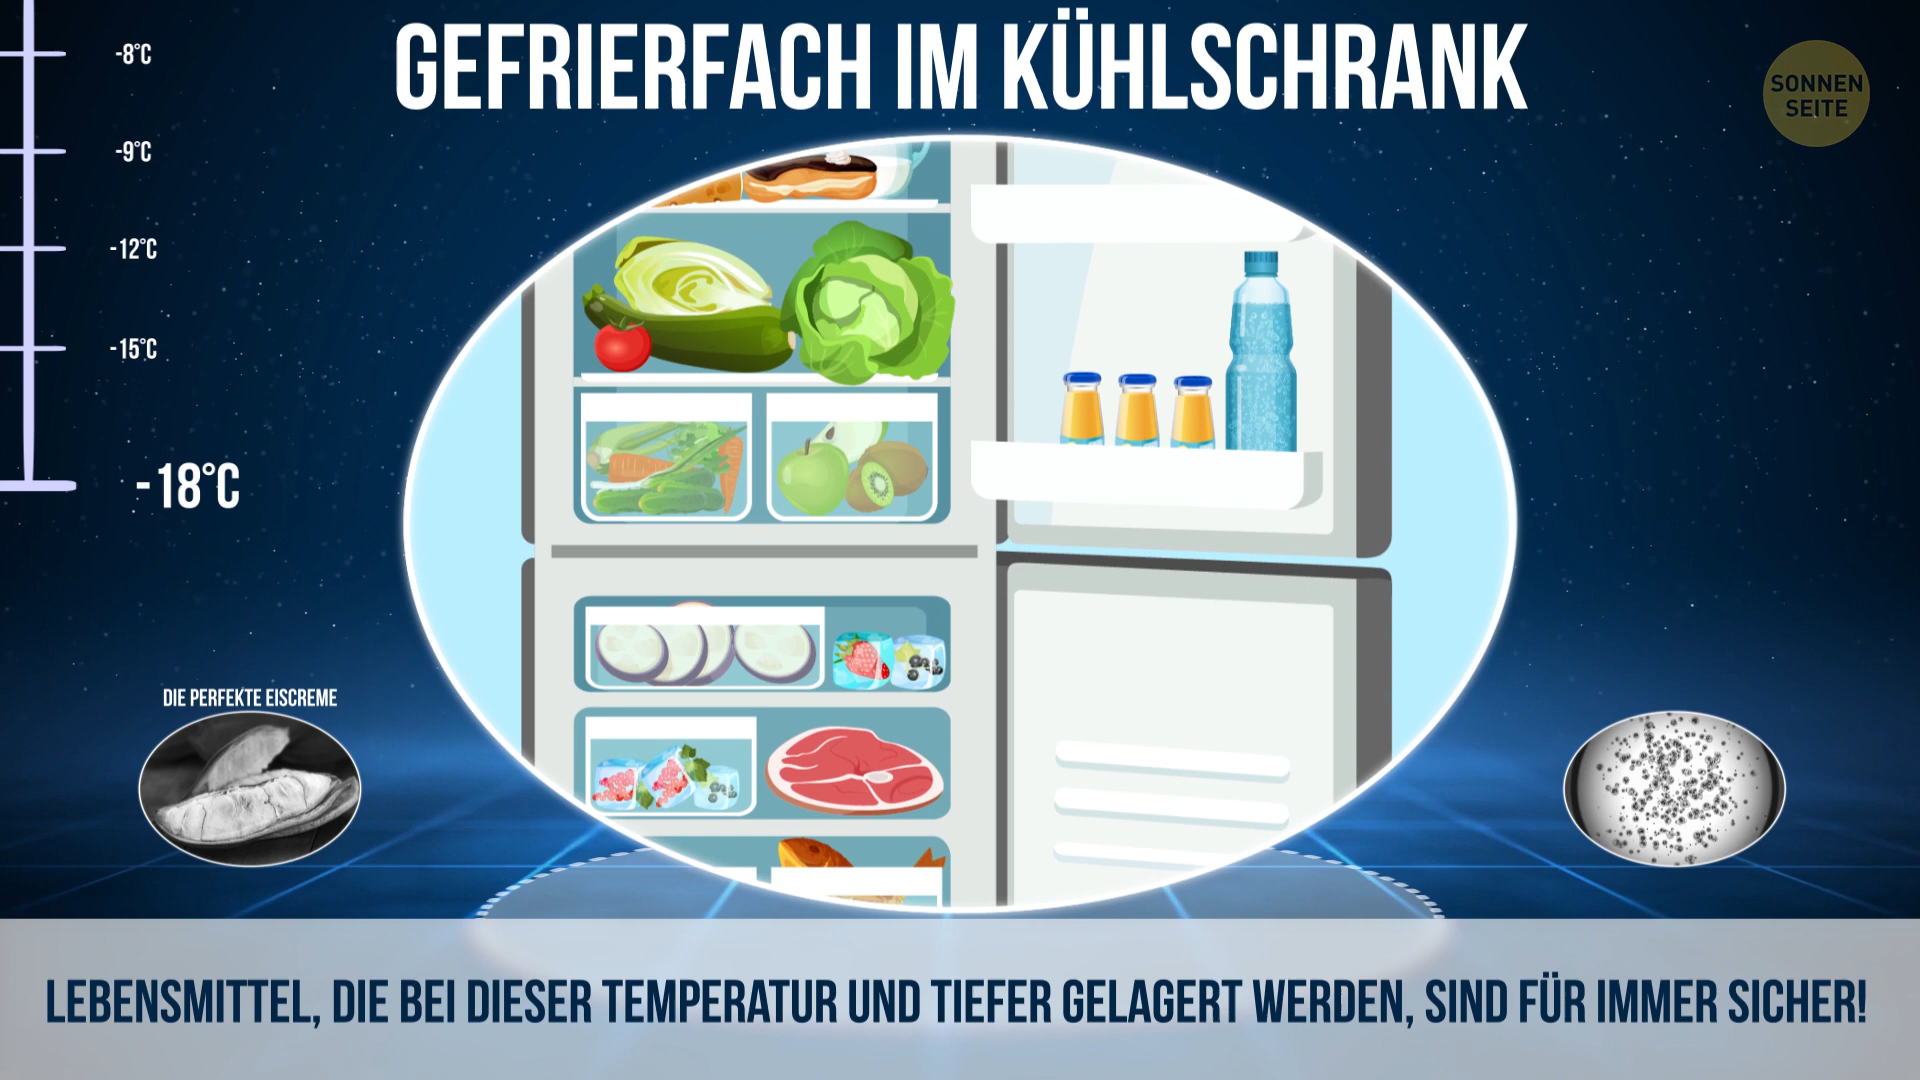 GEFRIERFACH IM KÜHLSCHRANK
SONNEN
SEITE
-8°C
-9°C
-12°C
-15°C
-18°C
DIE PERFEKTE EISCREME
LEBENSMITTEL, DIE BEI DIESER TEMPERATUR UND TIEFER GELAGERT WERDEN, SIND FÜR IMMER SICHER!